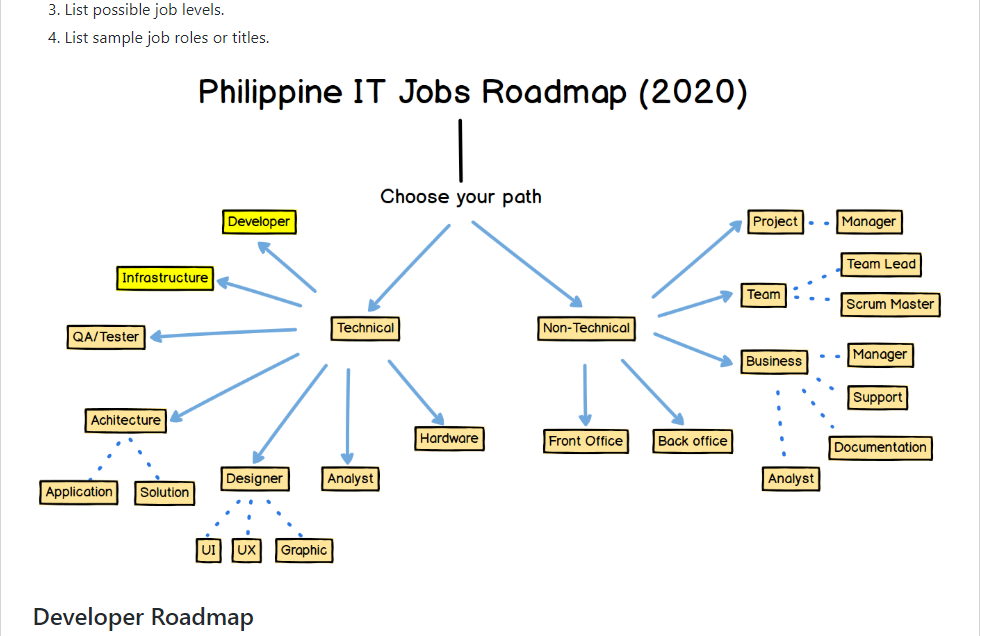 3. List possible job levels.
4. List sample job roles or titles.
Philippine IT Jobs Roadmap (2020)
Choose your path
Developer
Project
Manager
Infrastructure
Team Lead
Team
Scrum Master
Technical
Non-Technical
QA/Tester
Business
Manager
Support
Achitecture
Hardware
Front Office
Back office
Documentation
Application
Solution
Designer
Analyst
Analyst
UI
UX
Graphic
Developer Roadmap